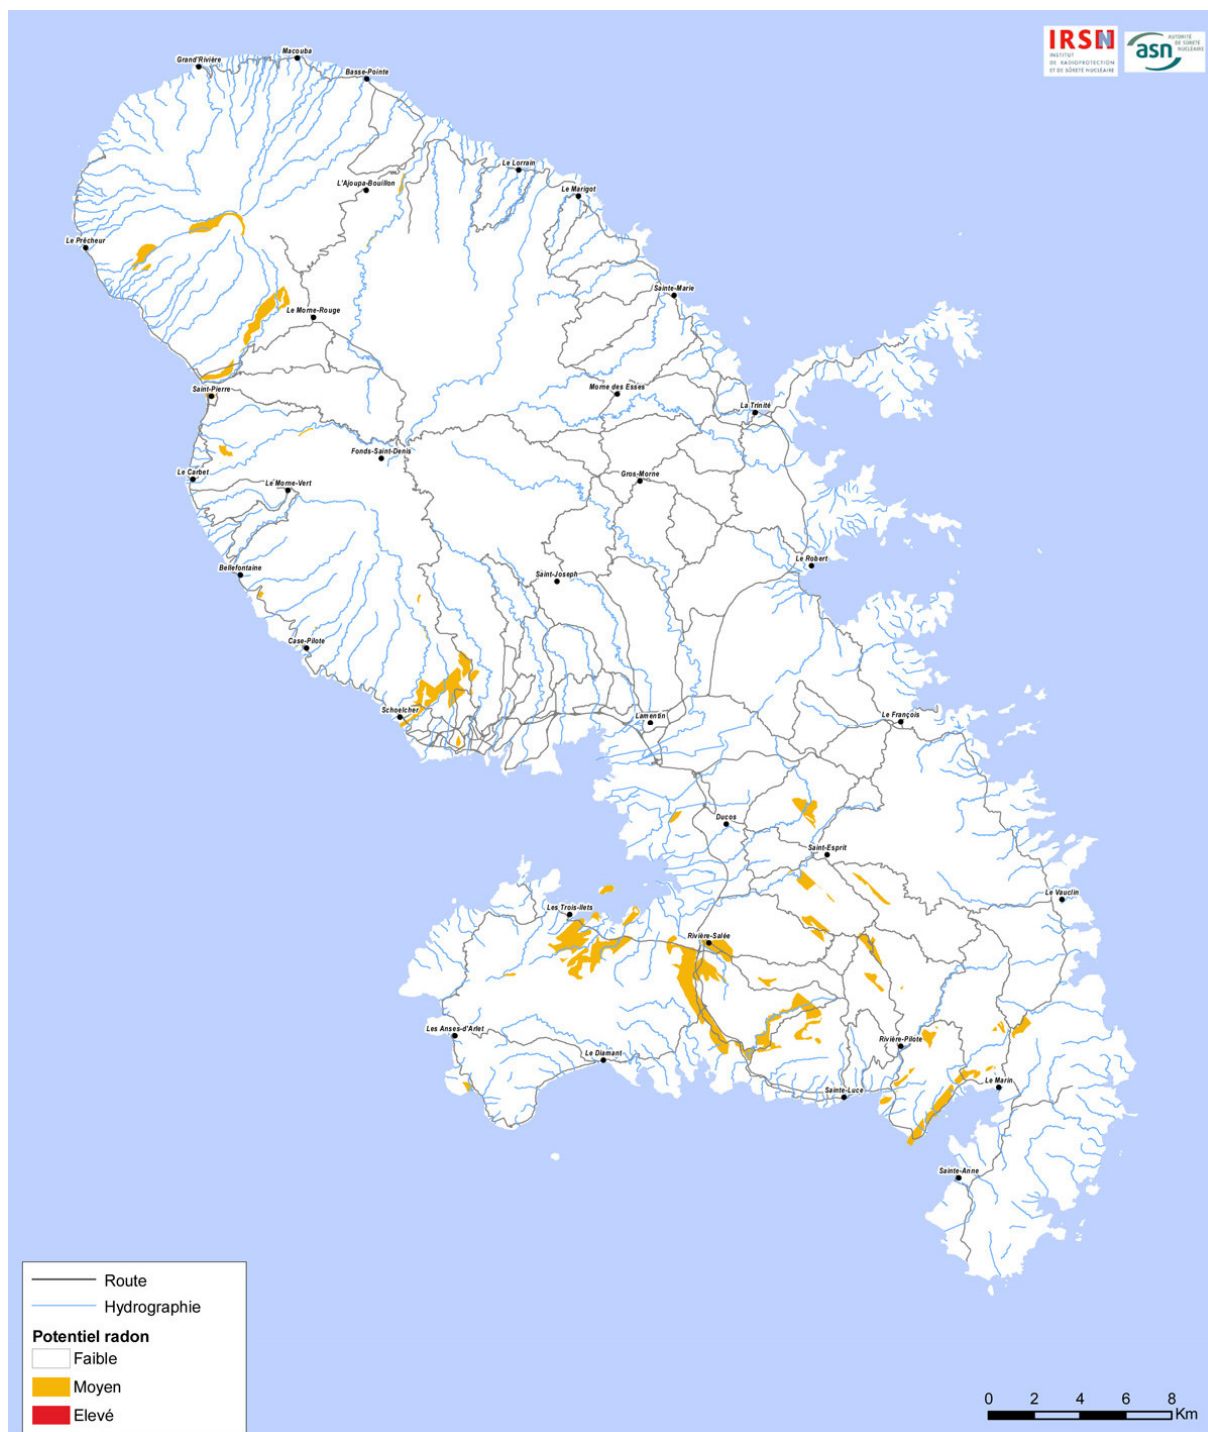 IRSN
INSTITUT
DE RADIOPROTECTION
ET DE SÛRETÉ NUCLÉAIRE
asn
AUTORITÉ
DE SÛRETÉ
NUCLÉAIRE
Macouba
Grand'Rivière
Basse-Pointe
Le Lorrain
L'Ajoupa-Bouillon
Le Marigot
Le Prêcheur
Sainte-Marie
Le Morne-Rouge
Saint-Pierre
Morne des Esses
La Trinité
Fonds-Saint-Denis
Le Carbet
Gros-Morne
Le Morne-Vert
Le Robert
Bellefontaine
Saint-Joseph
Case-Pilote
Schoelcher
Lamentin
Le François
Ducos
Saint-Esprit
Le Vauclin
Les Trois-Ilets
Rivière-Salée
Les Anses-d'Arlet
Rivière-Pilote
Le Diamant
Le Marin
Sainte-Luce
Sainte-Anne
Route
Hydrographie
Potentiel radon
Faible
Moyen
Elevé
0 2 4 6 8
Km